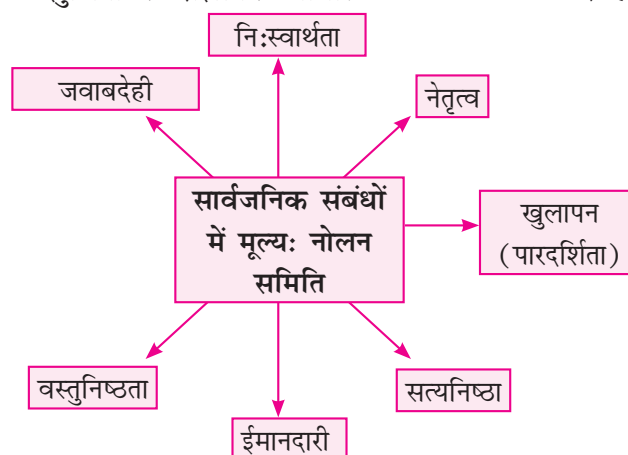 नि:स्वार्थता
जवाबदेही
नेतृत्व
सार्वजनिक संबंधों
में मूल्य: नोलन
समिति
खुलापन
(पारदर्शिता)
वस्तुनिष्ठता
सत्यनिष्ठा
ईमानदारी